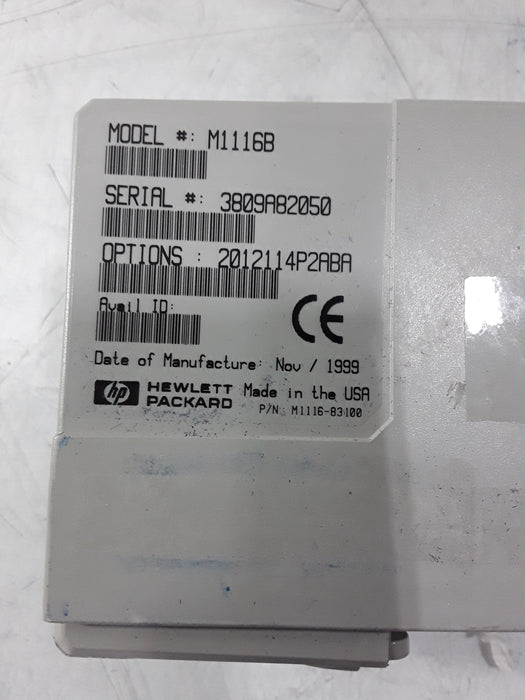 MODEL #: M1116B
SERIAL #: 3809A82050
OPTIONS : 2012114P2ABA
Avail ID:
CE
Date of Manufacture: Nov / 1999
hp HEWLETT PACKARD Made in the USA
P/N: M1116-83100